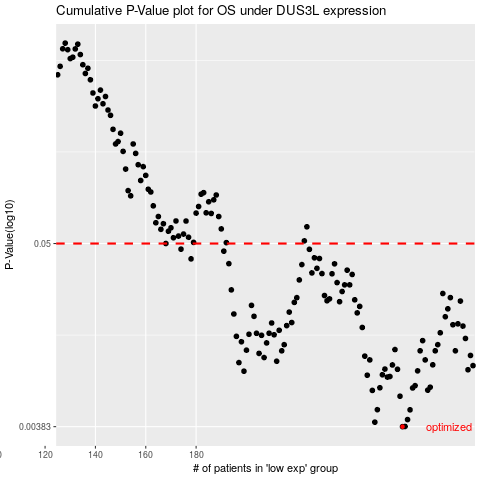 Cumulative P-Value plot for OS under DUS3L expression
P-Value(log10)
0.05
0.00383
optimized
0 120 140 160 180
# of patients in 'low exp' group